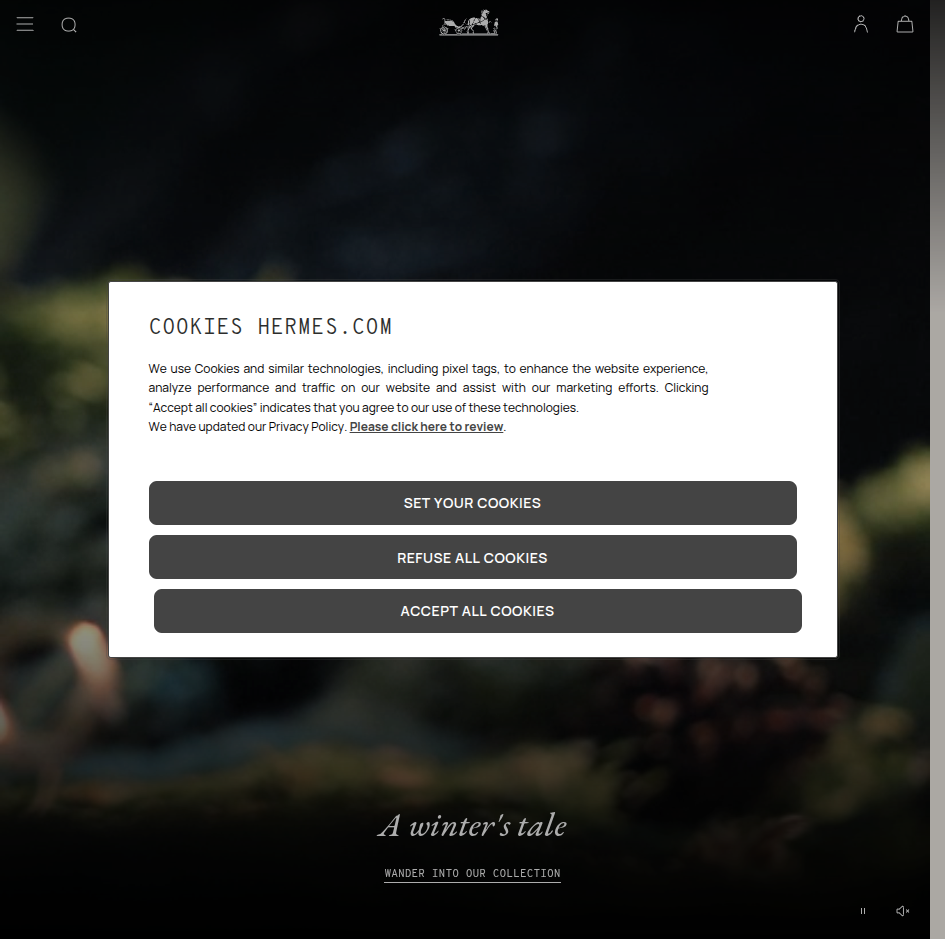 COOKIES HERMES.COM
We use Cookies and similar technologies, including pixel tags, to enhance the website experience,
analyze performance and traffic on our website and assist with our marketing efforts. Clicking
“Accept all cookies” indicates that you agree to our use of these technologies.
We have updated our Privacy Policy. Please click here to review.
SET YOUR COOKIES
REFUSE ALL COOKIES
ACCEPT ALL COOKIES
A winter's tale
WANDER INTO OUR COLLECTION